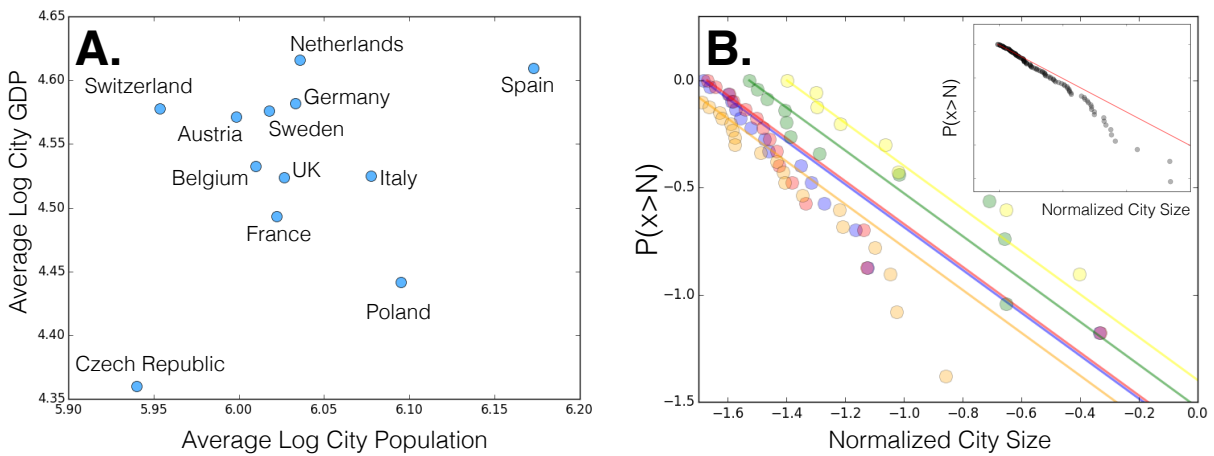 A.
Average Log City GDP
4.65
4.60
4.55
4.50
4.45
4.40
4.35
Netherlands
Spain
Switzerland
Germany
Austria
Sweden
Belgium
UK
Italy
France
Poland
Czech Republic
5.90 5.95 6.00 6.05 6.10 6.15 6.20
Average Log City Population
B.
P(x>N)
0.0
−0.5
−1.0
−1.5
−1.6 −1.4 −1.2 −1.0 −0.8 −0.6 −0.4 −0.2 0.0
Normalized City Size
P(x>N)
Normalized City Size